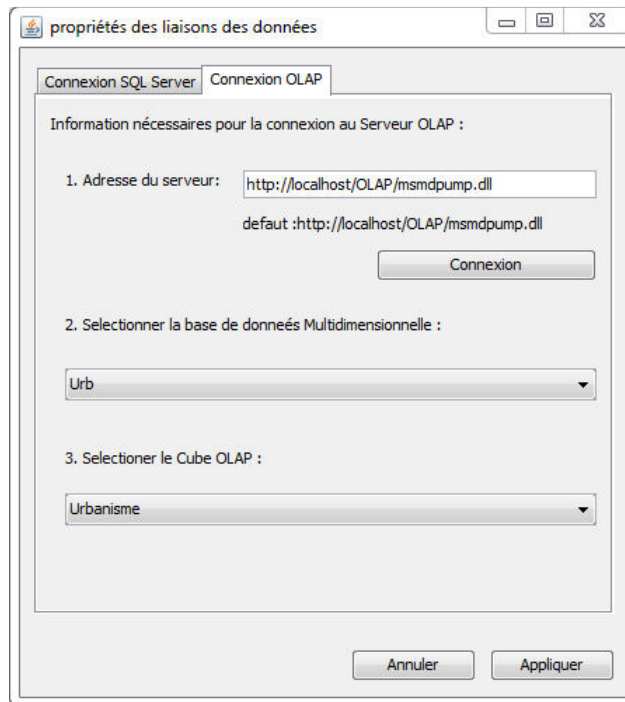 propriétés des liaisons des données
Connexion SQL Server
Connexion OLAP
Information nécessaires pour la connexion au Serveur OLAP :
1. Adresse du serveur:
http://localhost/OLAP/msmdpump.dll
defaut :http://localhost/OLAP/msmdpump.dll
Connexion
2. Selectionner la base de donneés Multidimensionnelle :
Urb
3. Selectioner le Cube OLAP :
Urbanisme
Annuler
Appliquer